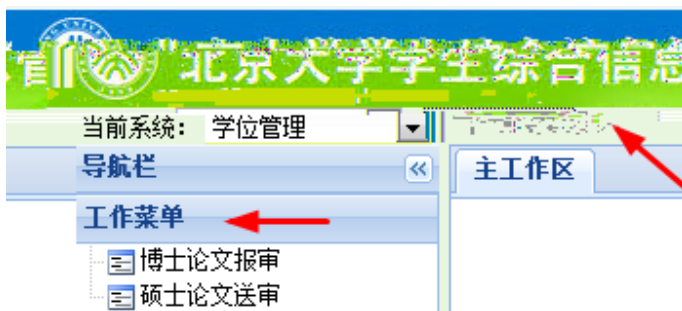 北京大学学生综合信息
当前系统： 学位管理
导航栏
主工作区
工作菜单
博士论文报审
硕士论文送审